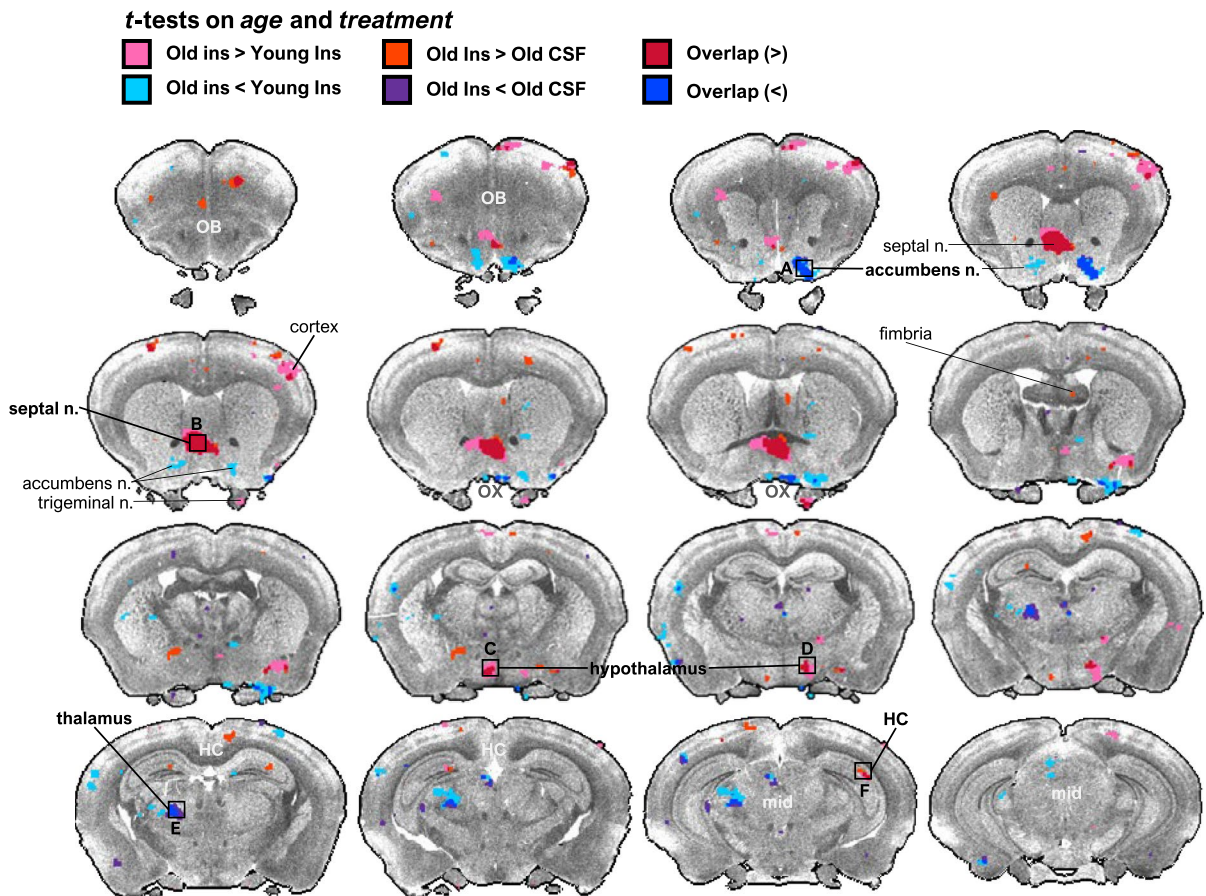 t-tests on age and treatment
Old ins > Young Ins
Old Ins > Old CSF
Overlap (>)
Old ins < Young Ins
Old Ins < Old CSF
Overlap (<)
OB
OB
A
septal n.
accumbens n.
cortex
septal n.
B
accumbens n.
trigeminal n.
OX
OX
fimbria
C
hypothalamus
D
thalamus
HC
E
HC
mid
HC
F
mid